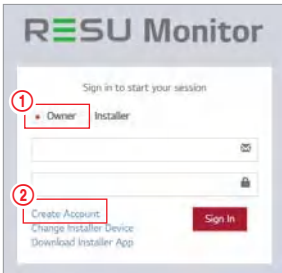 RESU Monitor
Sign in to start your session
① Owner Installer
② Create Account
Sign In
Change Installer Device
Download Installer App